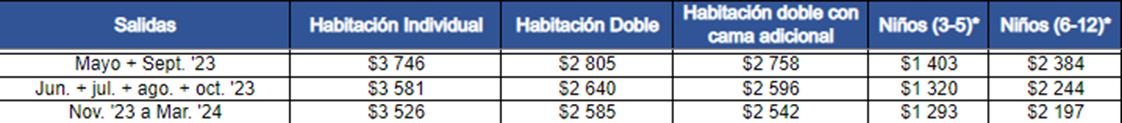 Salidas Habitación Individual Habitación Doble Habitación doble con cama adicional Niños (3-5)* Niños (6-12)*
Mayo + Sept. '23 $3 746 $2 805 $2 758 $1 403 $2 384
Jun. + jul. + ago. + oct. '23 $3 581 $2 640 $2 596 $1 320 $2 244
Nov. '23 a Mar. '24 $3 526 $2 585 $2 542 $1 293 $2 197